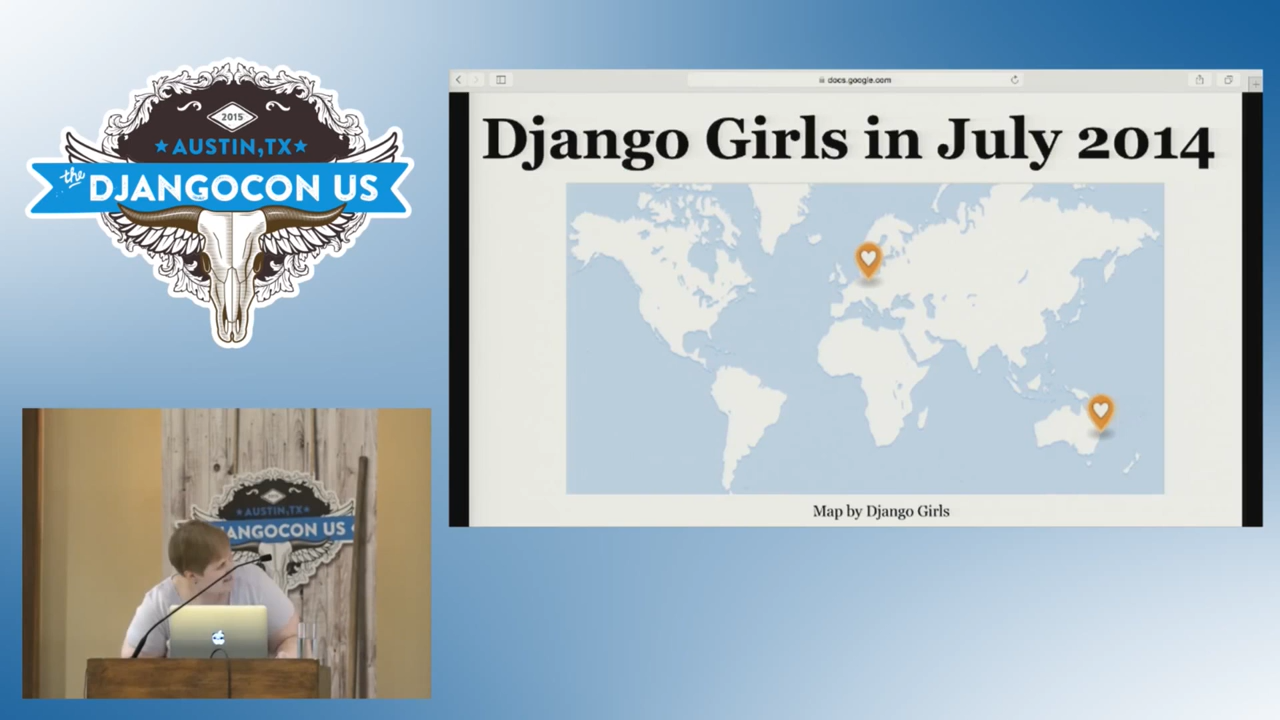 2015
AUSTIN,TX
the
DJANGOCON US
docs.google.com
Django Girls in July 2014
Map by Django Girls
AUSTIN,TX
DJANGOCON US